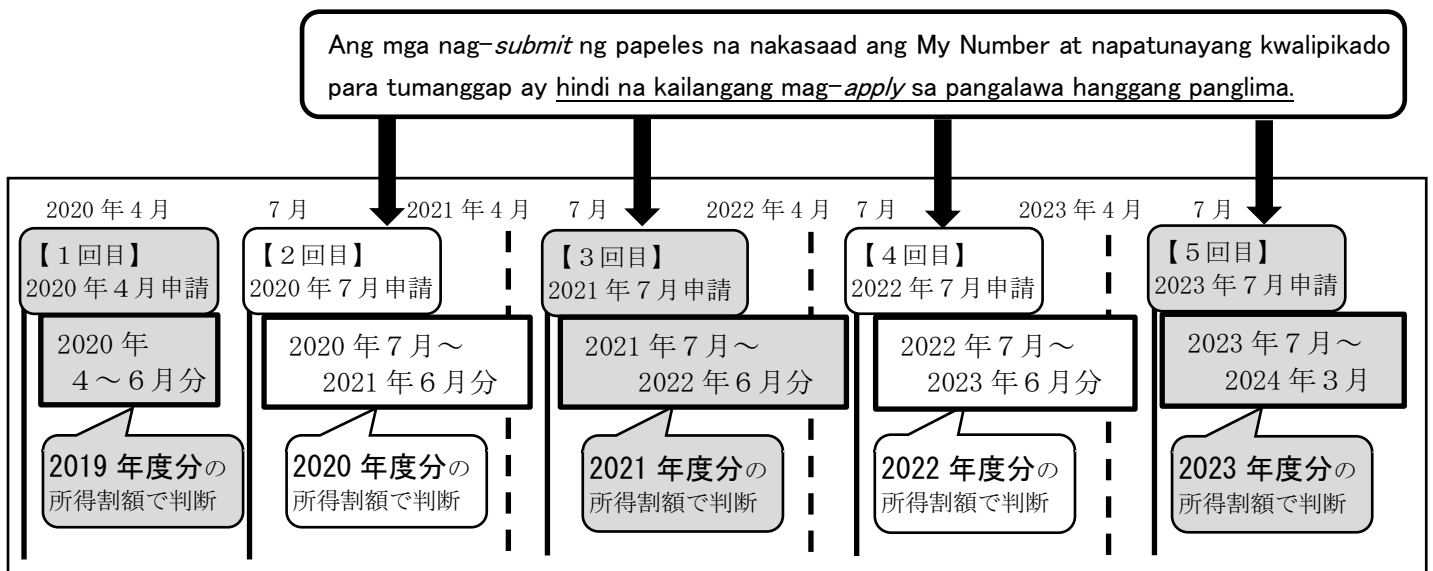 Ang mga nag-submit ng papeles na nakasaad ang My Number at napatunayang kwalipikado
para tumanggap ay hindi na kailangang mag-apply sa pangalawa hanggang panglima.
2020年4月 7月 2021年4月 7月 2022年4月 7月 2023年4月 7月
【1回目】
2020年4月申請
【2回目】
2020年7月申請
【3回目】
2021年7月申請
【4回目】
2022年7月申請
【5回目】
2023年7月申請
2020年
4～6月分
2020年7月～
2021年6月分
2021年7月～
2022年6月分
2022年7月～
2023年6月分
2023年7月～
2024年3月
2019年度分の
所得割額で判断
2020年度分の
所得割額で判断
2021年度分の
所得割額で判断
2022年度分の
所得割額で判断
2023年度分の
所得割額で判断